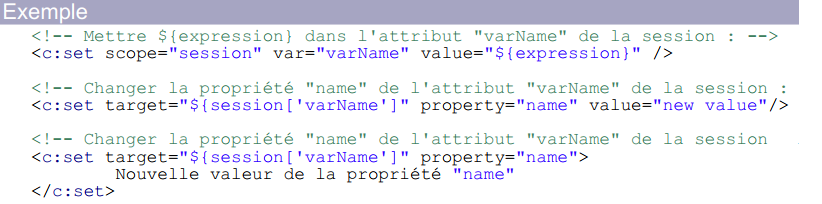 Exemple
<!-- Mettre ${expression} dans l'attribut "varName" de la session : -->
<c:set scope="session" var="varName" value="${expression}" />
<!-- Changer la propriété "name" de l'attribut "varName" de la session :
<c:set target="${session['varName']" property="name" value="new value"/>
<!-- Changer la propriété "name" de l'attribut "varName" de la session
<c:set target="${session['varName']" property="name">
Nouvelle valeur de la propriété "name"
</c:set>